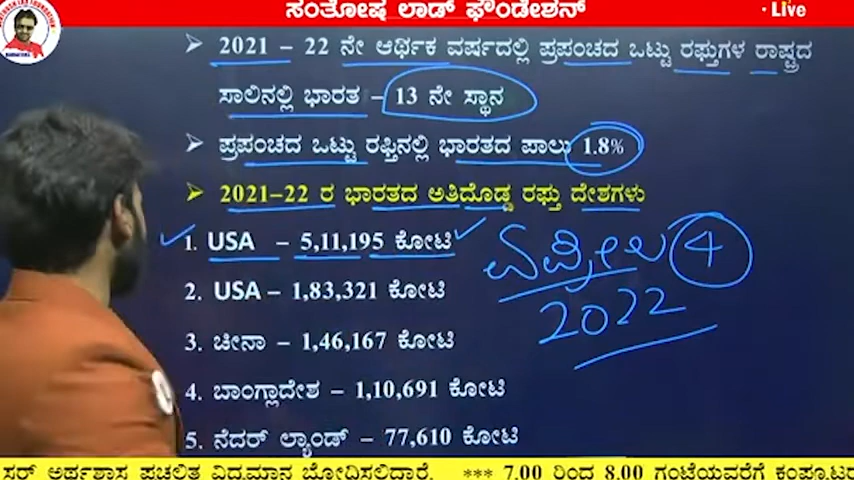 ಸಂತೋಷ ಲಾಡ್ ಫೌಂಡೇಶನ್
Live
➢ 2021 – 22 ನೇ ಆರ್ಥಿಕ ವರ್ಷದಲ್ಲಿ ಪ್ರಪಂಚದ ಒಟ್ಟು ರಫ್ತುಗಳ ರಾಷ್ಟ್ರದ
ಸಾಲಿನಲ್ಲಿ ಭಾರತ – 13 ನೇ ಸ್ಥಾನ
➢ ಪ್ರಪಂಚದ ಒಟ್ಟು ರಫ್ತಿನಲ್ಲಿ ಭಾರತದ ಪಾಲು 1.8%
➢ 2021–22 ರ ಭಾರತದ ಅತಿದೊಡ್ಡ ರಫ್ತು ದೇಶಗಳು
1. USA – 5,11,195 ಕೋಟಿ
ಏಪ್ರೀಲ 4
2022
2. USA – 1,83,321 ಕೋಟಿ
3. ಚೀನಾ – 1,46,167 ಕೋಟಿ
4. ಬಾಂಗ್ಲಾದೇಶ – 1,10,691 ಕೋಟಿ
5. ನೆದರ್ ಲ್ಯಾಂಡ್ – 77,610 ಕೋಟಿ
ಸರ್ ಅರ್ಥಶಾಸ ಪ್ರಚಲಿತ ವಿದ್ಯಮಾನ ಬೋಧಿಸಲಿದ್ದಾರೆ. *** 7.00 ರಿಂದ 8.00 ಗಂಟೆಯವರೆಗೆ